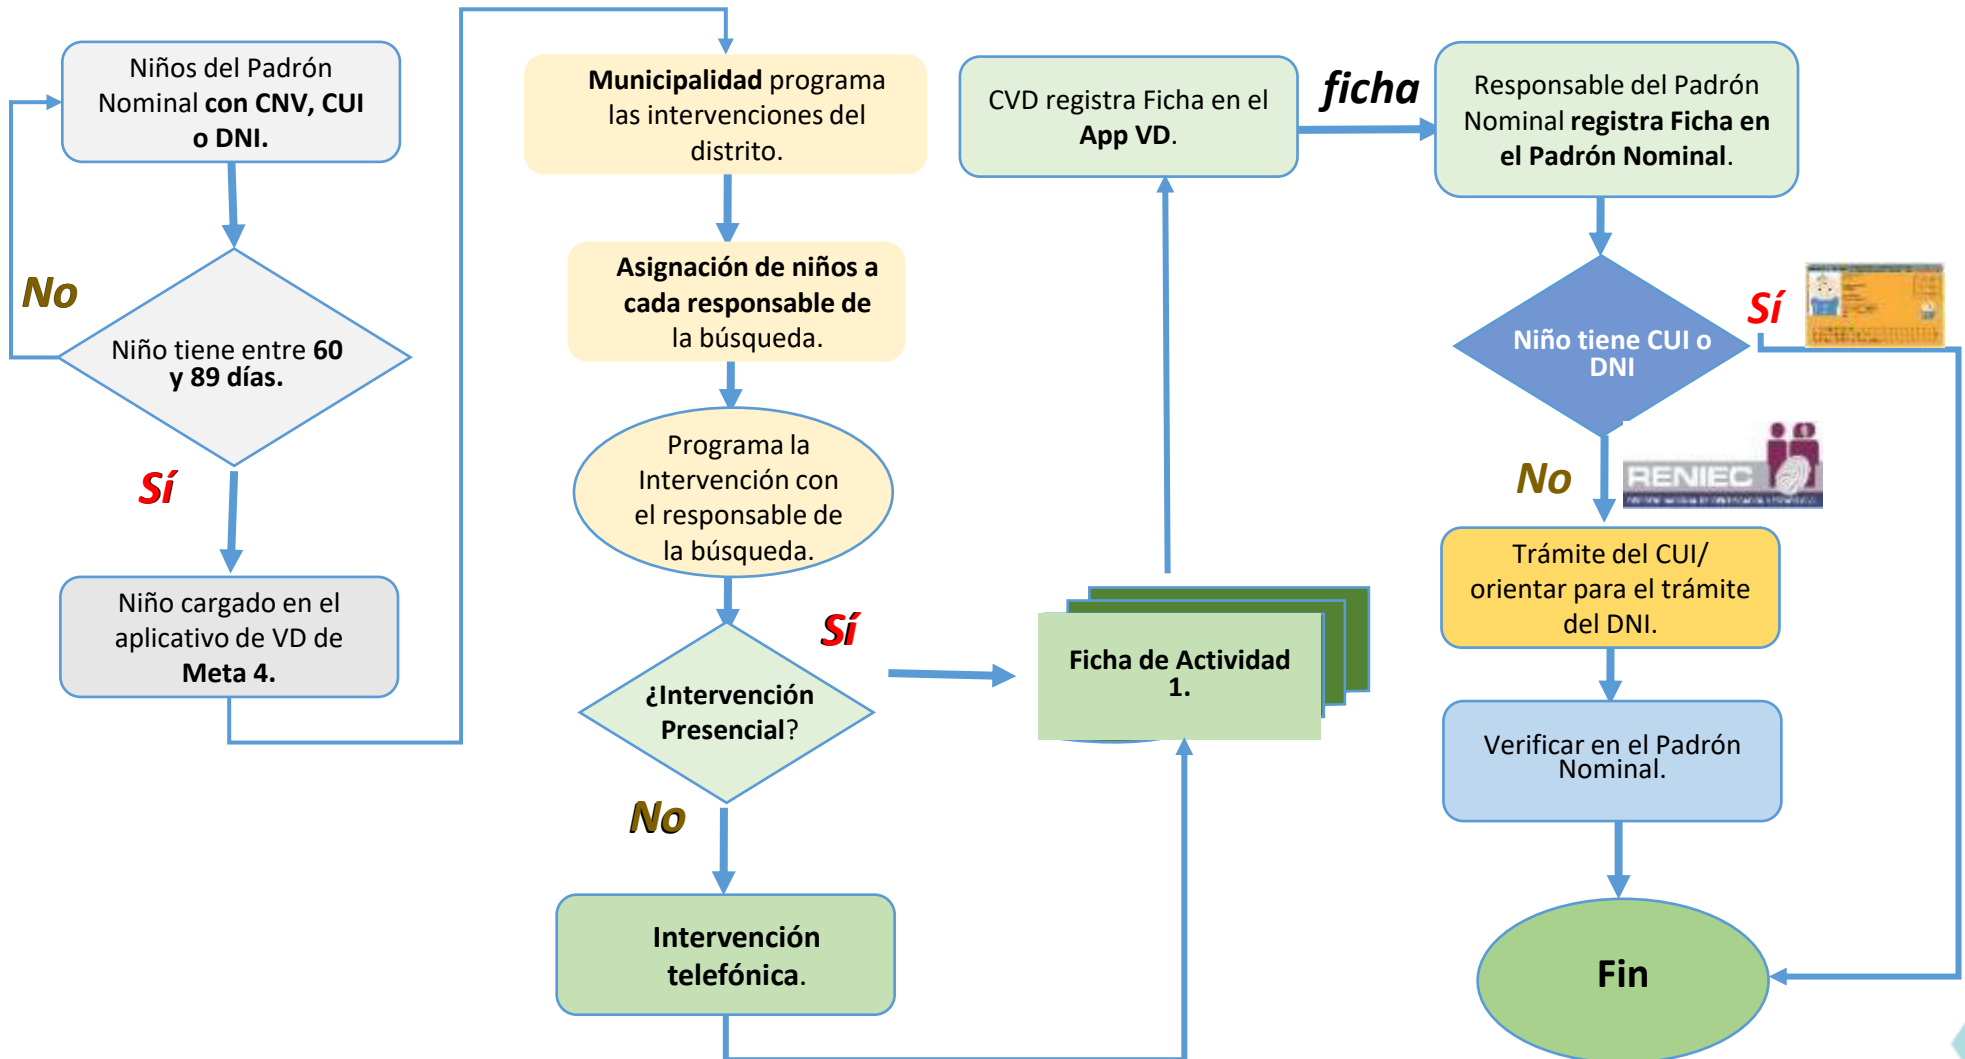 Niños del Padrón
Nominal con CNV, CUI
o DNI.
No
Niño tiene entre 60
y 89 días.
Sí
Niño cargado en el
aplicativo de VD de
Meta 4.
Municipalidad programa
las intervenciones del
distrito.
Asignación de niños a
cada responsable de
la búsqueda.
Programa la
Intervención con
el responsable de
la búsqueda.
¿Intervención
Presencial?
Sí
No
Intervención
telefónica.
Ficha de Actividad
1.
CVD registra Ficha en el
App VD.
ficha
Responsable del Padrón
Nominal registra Ficha en
el Padrón Nominal.
Niño tiene CUI o
DNI
Sí
No
RENIEC
Trámite del CUI/
orientar para el trámite
del DNI.
Verificar en el Padrón
Nominal.
Fin